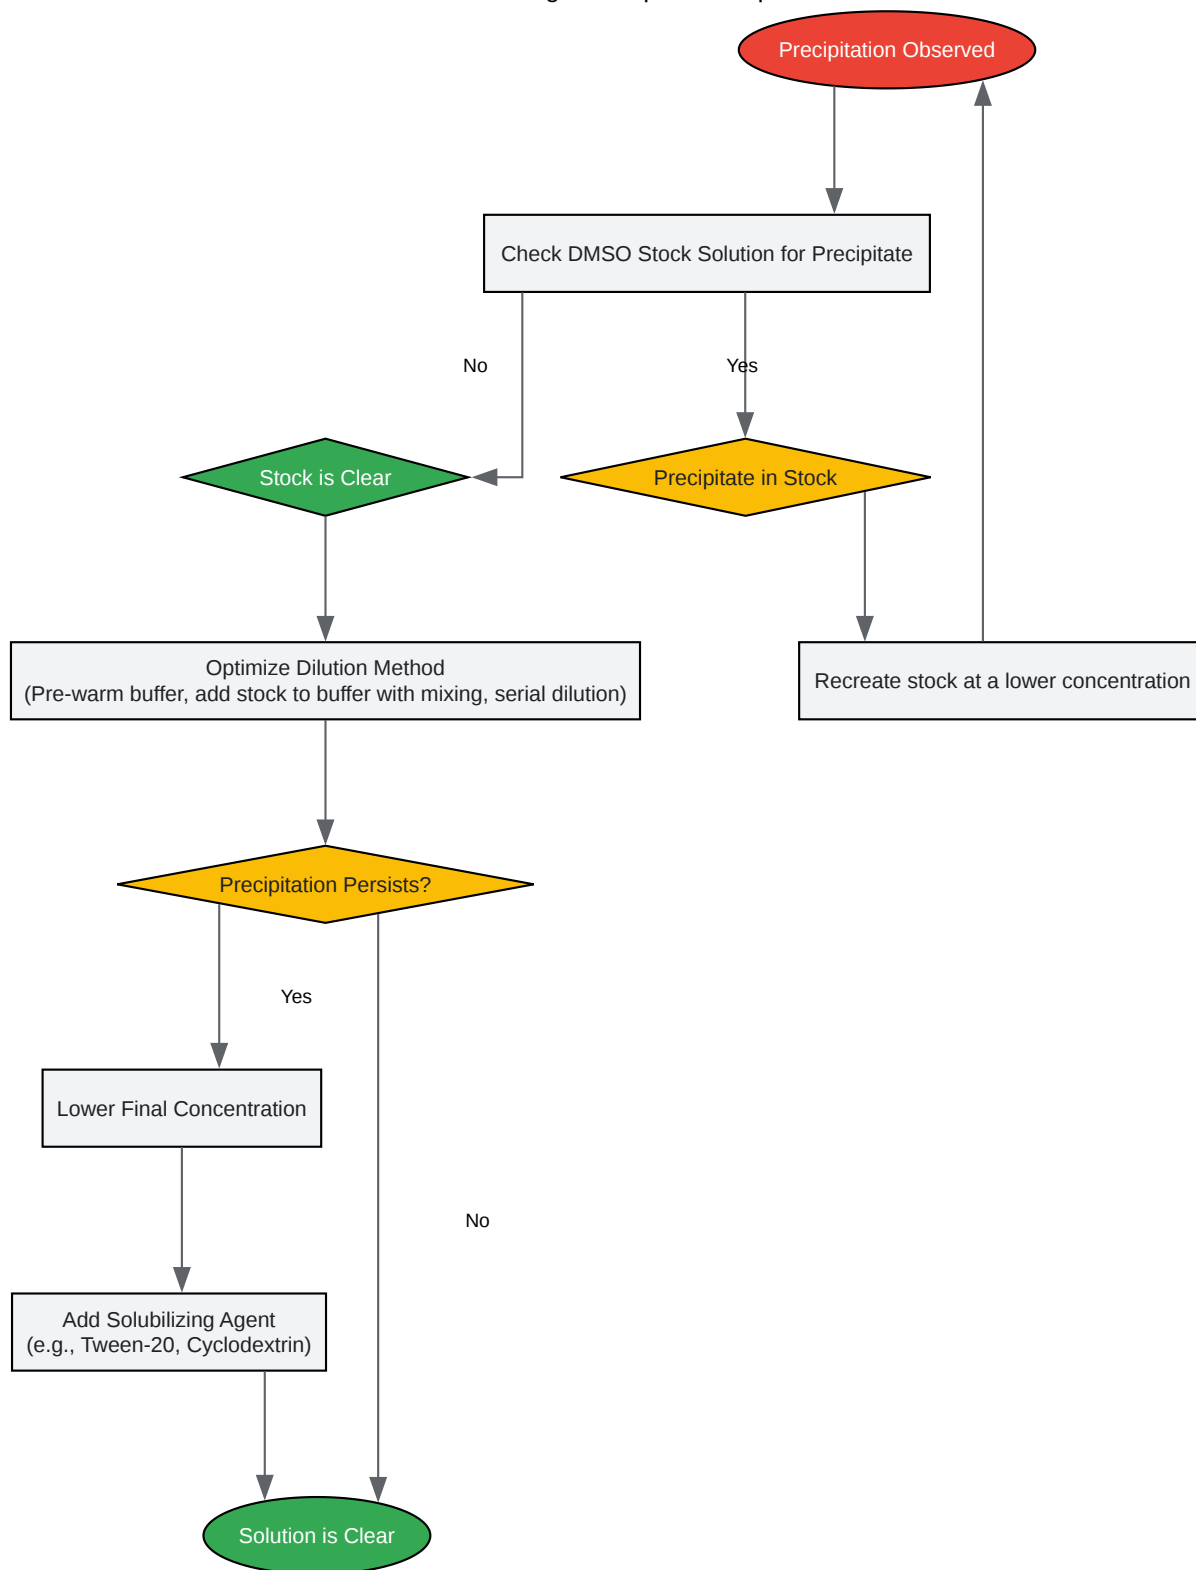 Precipitation Observed
Check DMSO Stock Solution for Precipitate
No
Yes
Stock is Clear
Precipitate in Stock
Optimize Dilution Method
(Pre-warm buffer, add stock to buffer with mixing, serial dilution)
Recreate stock at a lower concentration
Precipitation Persists?
Yes
Lower Final Concentration
No
Add Solubilizing Agent
(e.g., Tween-20, Cyclodextrin)
Solution is Clear